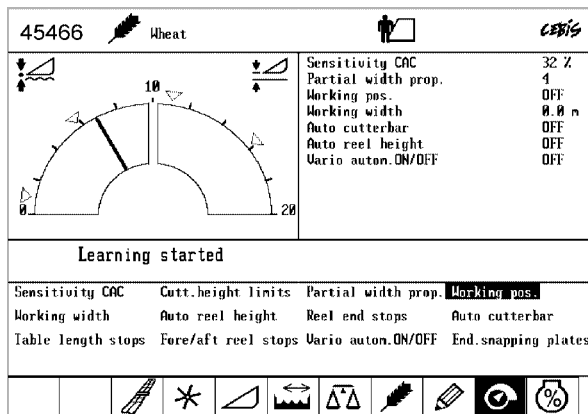 45466 Wheat CEBIS
Sensitivity CAC 32 %
Partial width prop. 4
Working pos. OFF
Working width 0.0 m
Auto cutterbar OFF
Auto reel height OFF
Vario autom.ON/OFF OFF
10
0 20
Learning started
Sensitivity CAC Cutt.height limits Partial width prop. Working pos.
Working width Auto reel height Reel end stops Auto cutterbar
Table length stops Fore/aft reel stops Vario autom.ON/OFF End.snapping plates
%